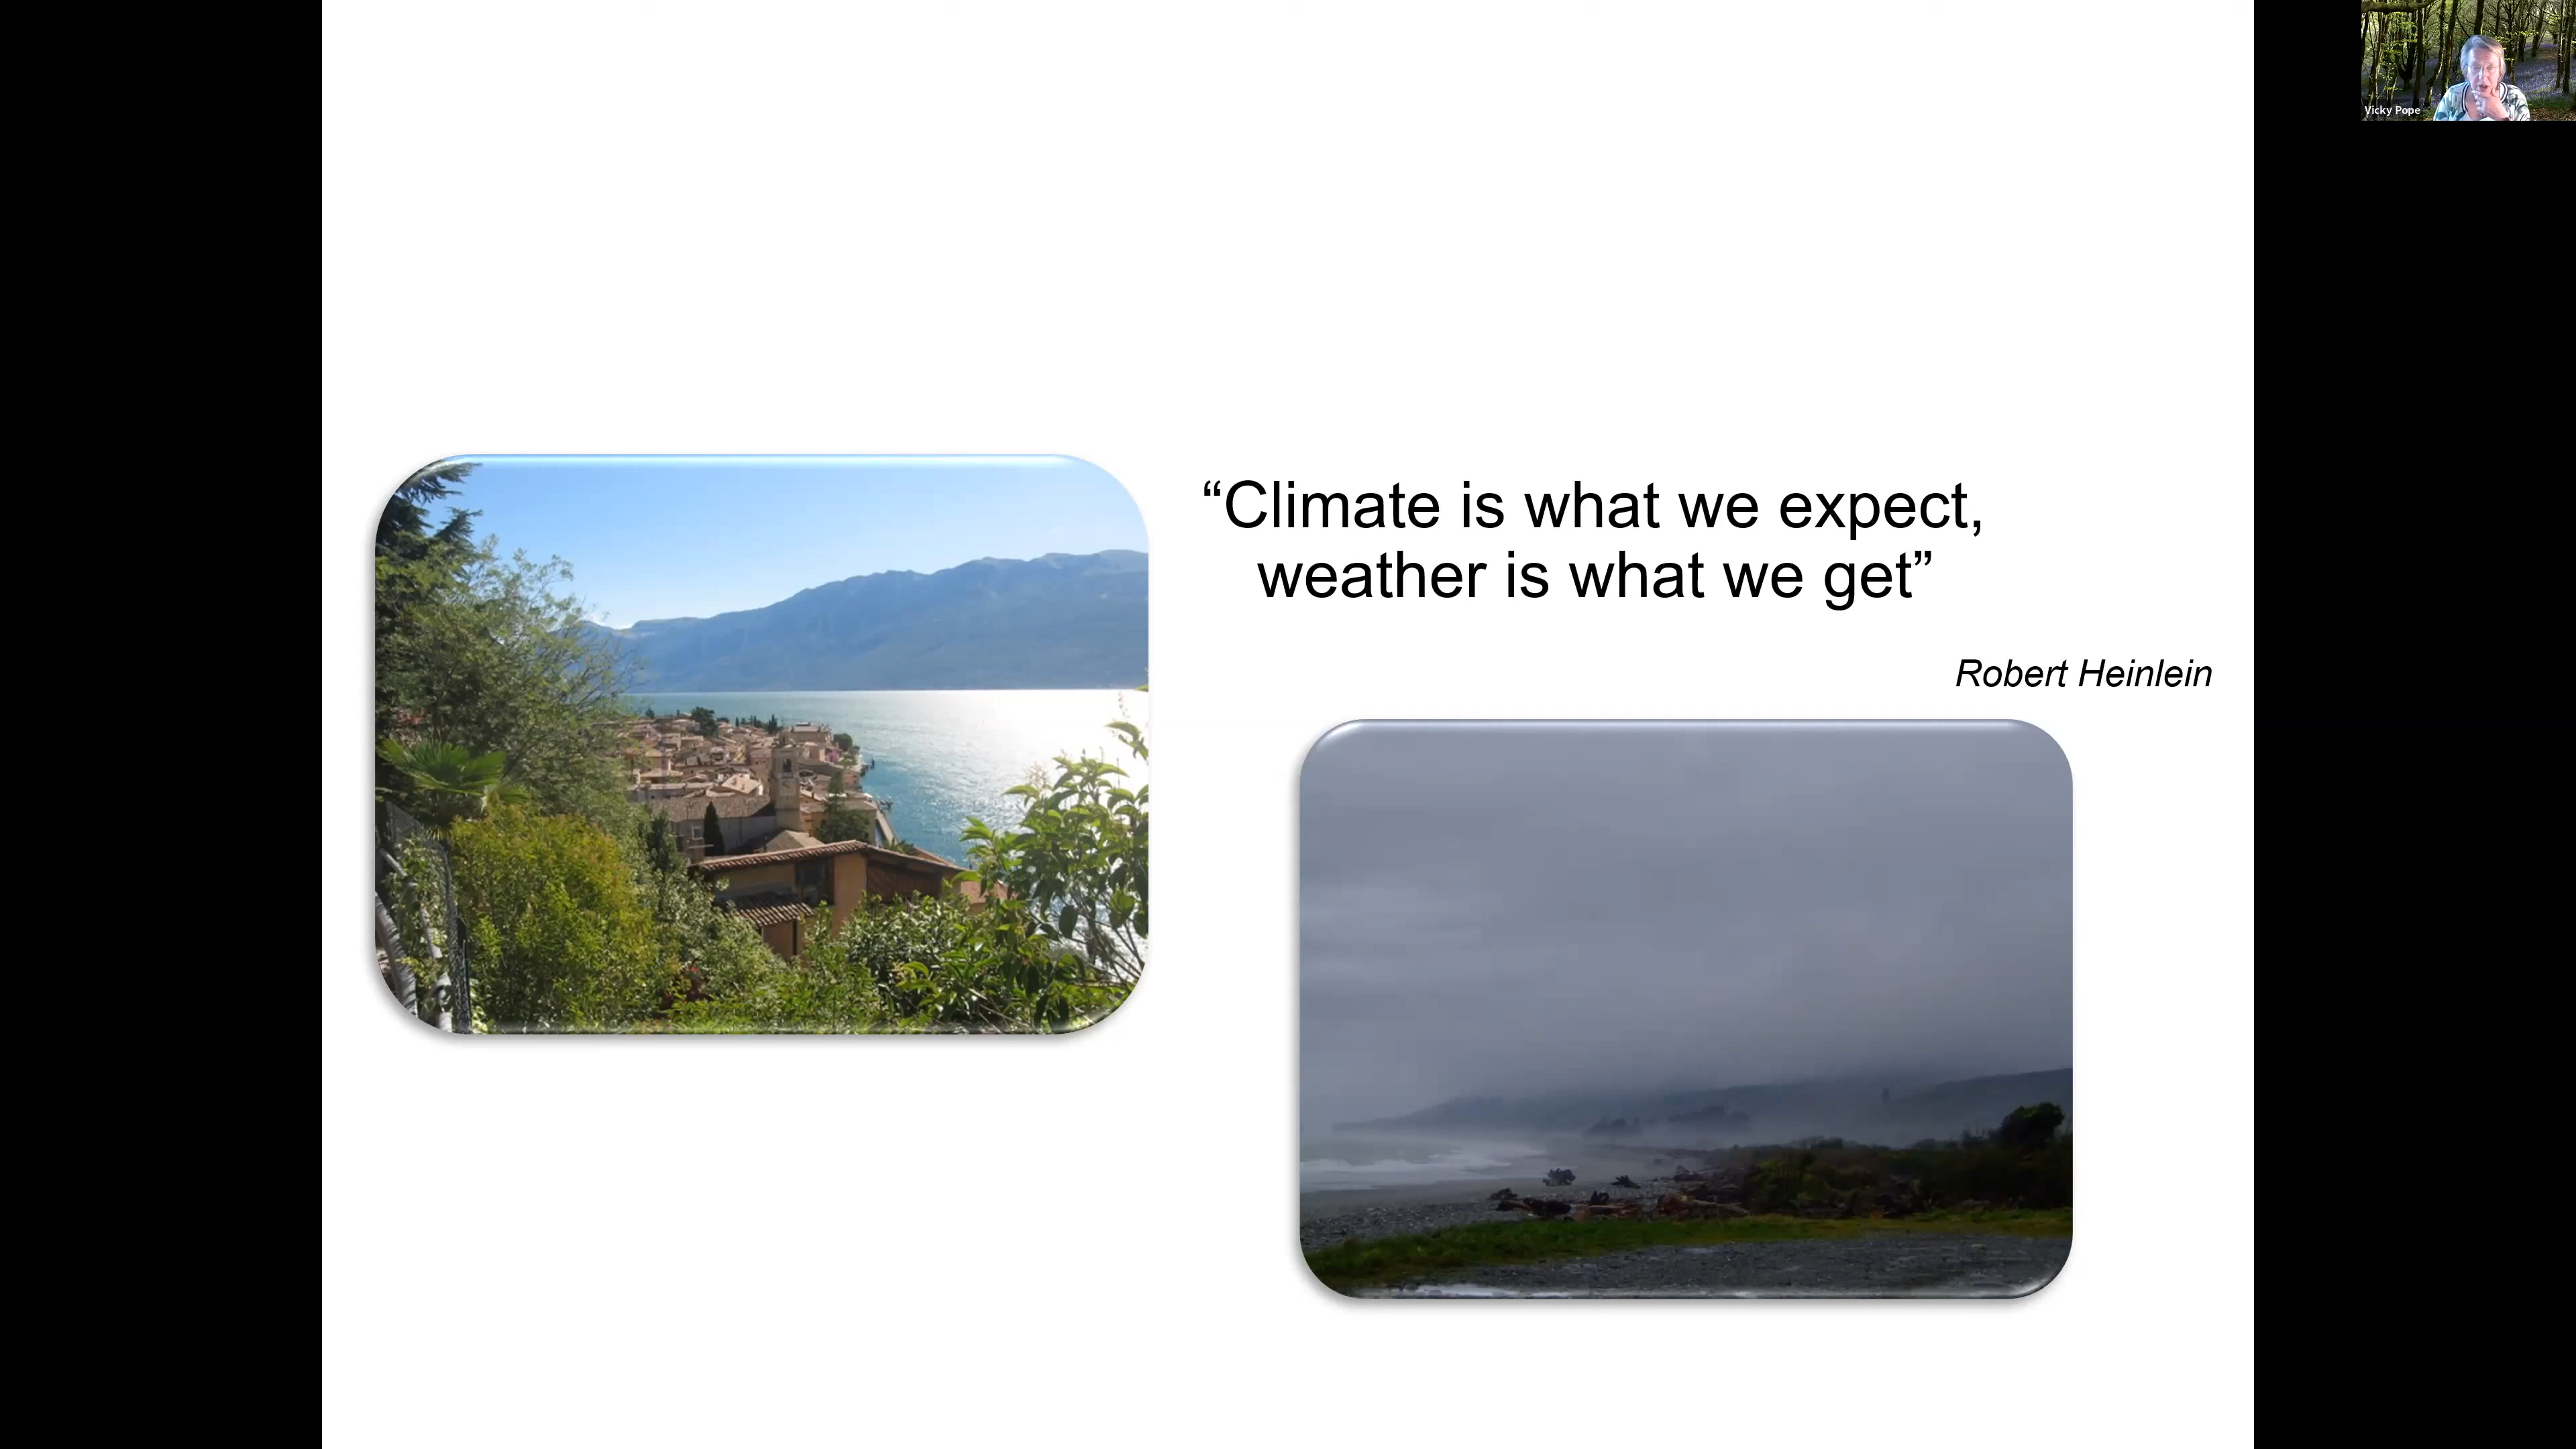 Vicky Pope
“Climate is what we expect,
weather is what we get”
Robert Heinlein